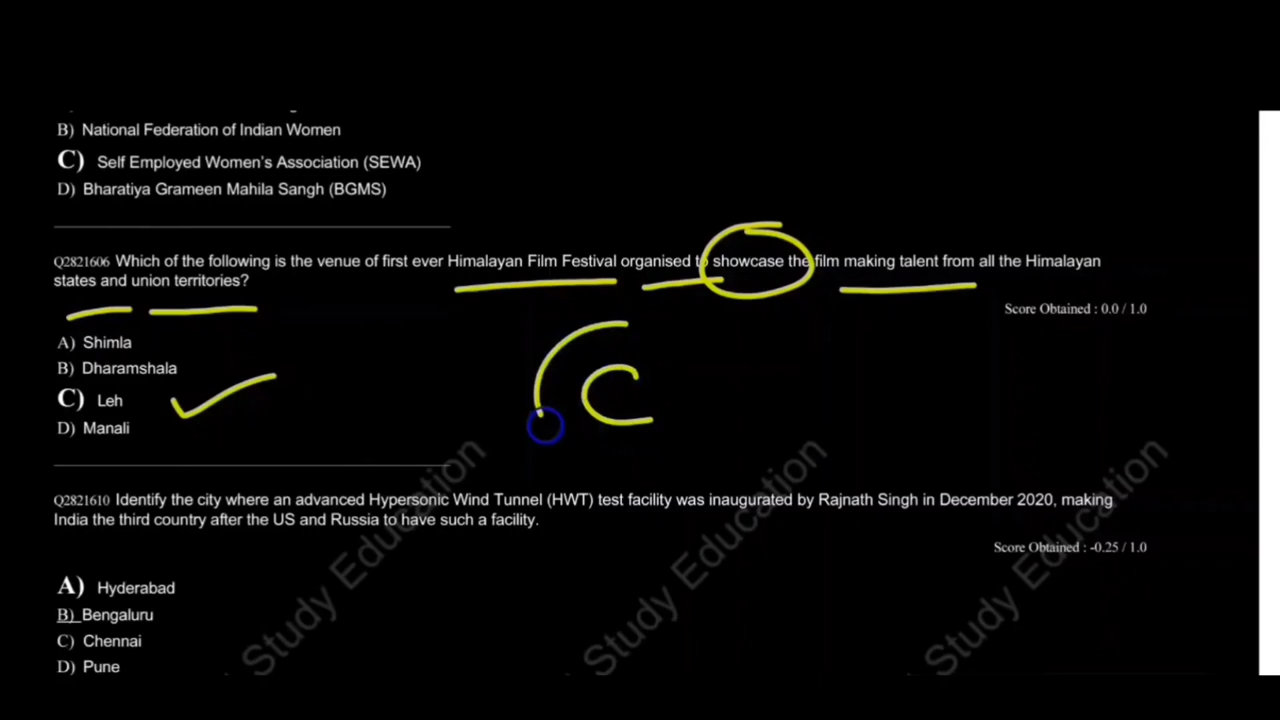 B) National Federation of Indian Women
C) Self Employed Women's Association (SEWA)
D) Bharatiya Grameen Mahila Sangh (BGMS)
Q2821606 Which of the following is the venue of first ever Himalayan Film Festival organised to showcase the film making talent from all the Himalayan
states and union territories?
Score Obtained : 0.0 / 1.0
A) Shimla
B) Dharamshala
C) Leh
D) Manali
C
Q2821610 Identify the city where an advanced Hypersonic Wind Tunnel (HWT) test facility was inaugurated by Rajnath Singh in December 2020, making
India the third country after the US and Russia to have such a facility.
Score Obtained : -0.25 / 1.0
A) Hyderabad
B) Bengaluru
C) Chennai
D) Pune
Study Education
Study Education
Study Education